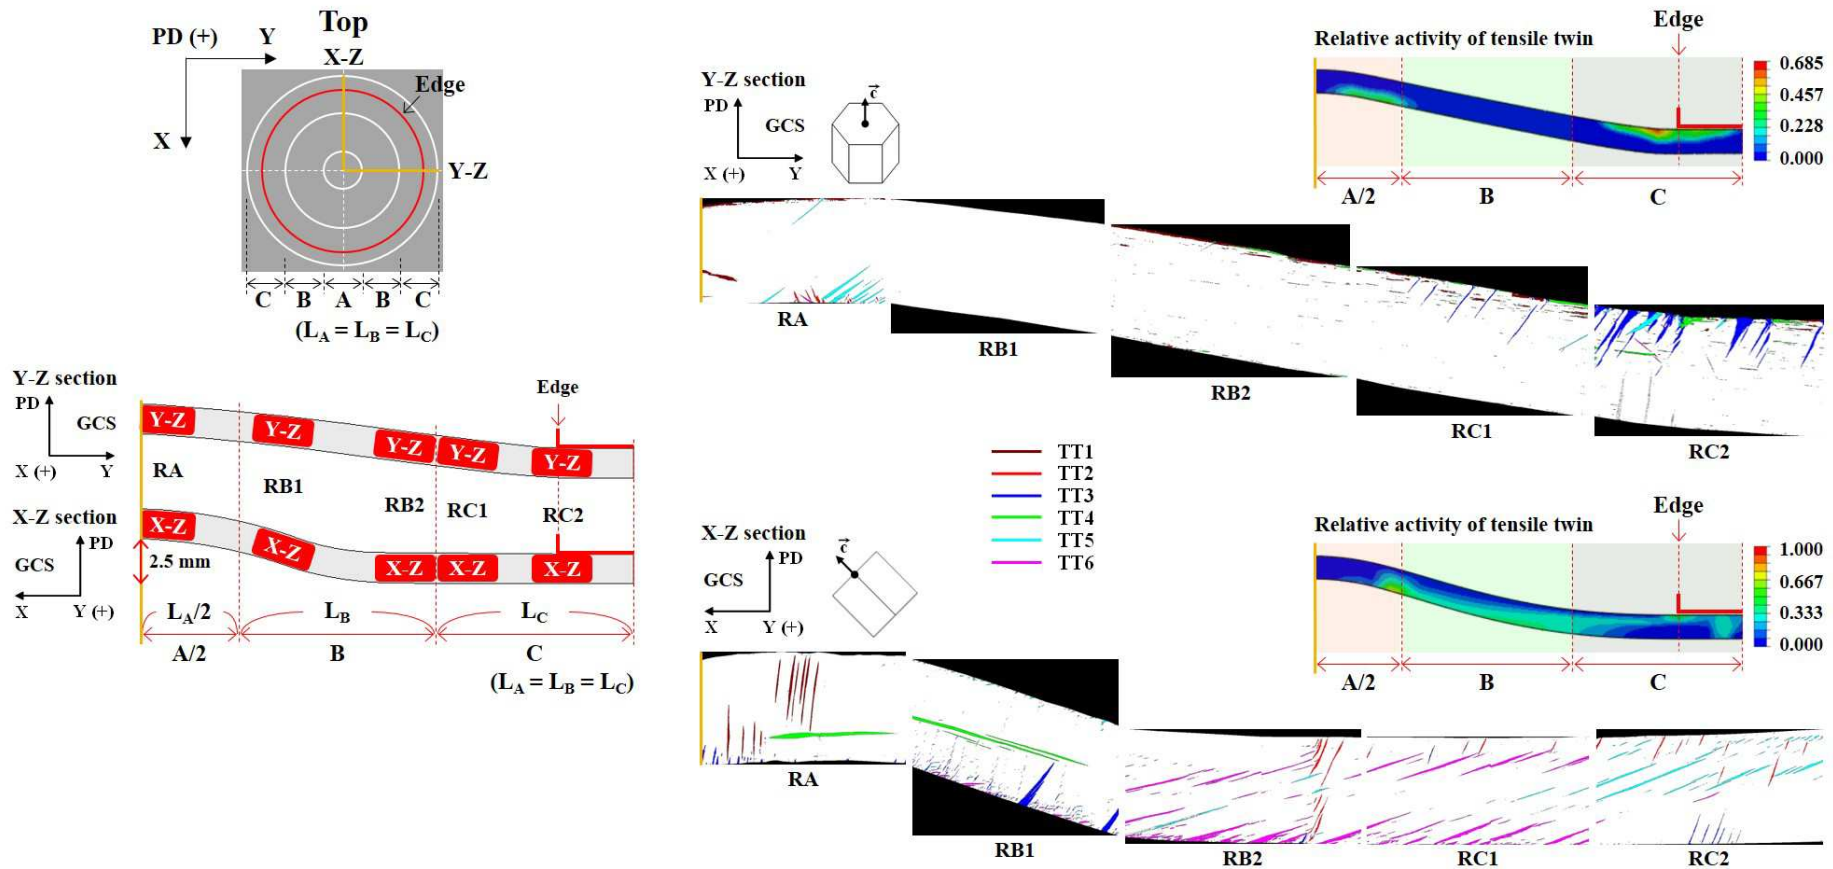 Top
PD (+)
Y
X-Z
Edge
X
Y-Z
C
B
A
B
C
(LA = LB = LC)
Y-Z section
PD
GCS
X (+)
Y
Edge
Y-Z
Y-Z
Y-Z
Y-Z
Y-Z
RA
RB1
RB2
RC1
RC2
X-Z section
PD
GCS
X
Y (+)
X-Z
X-Z
X-Z
X-Z
X-Z
2.5 mm
LA/2
LB
LC
A/2
B
C
(LA = LB = LC)
Y-Z section
PD
GCS
X (+)
Y
c
RA
RB1
RB2
RC1
RC2
Edge
Relative activity of tensile twin
0.685
0.457
0.228
0.000
A/2
B
C
TT1
TT2
TT3
TT4
TT5
TT6
X-Z section
PD
GCS
X
Y (+)
c
Edge
Relative activity of tensile twin
1.000
0.667
0.333
0.000
A/2
B
C
RA
RB1
RB2
RC1
RC2